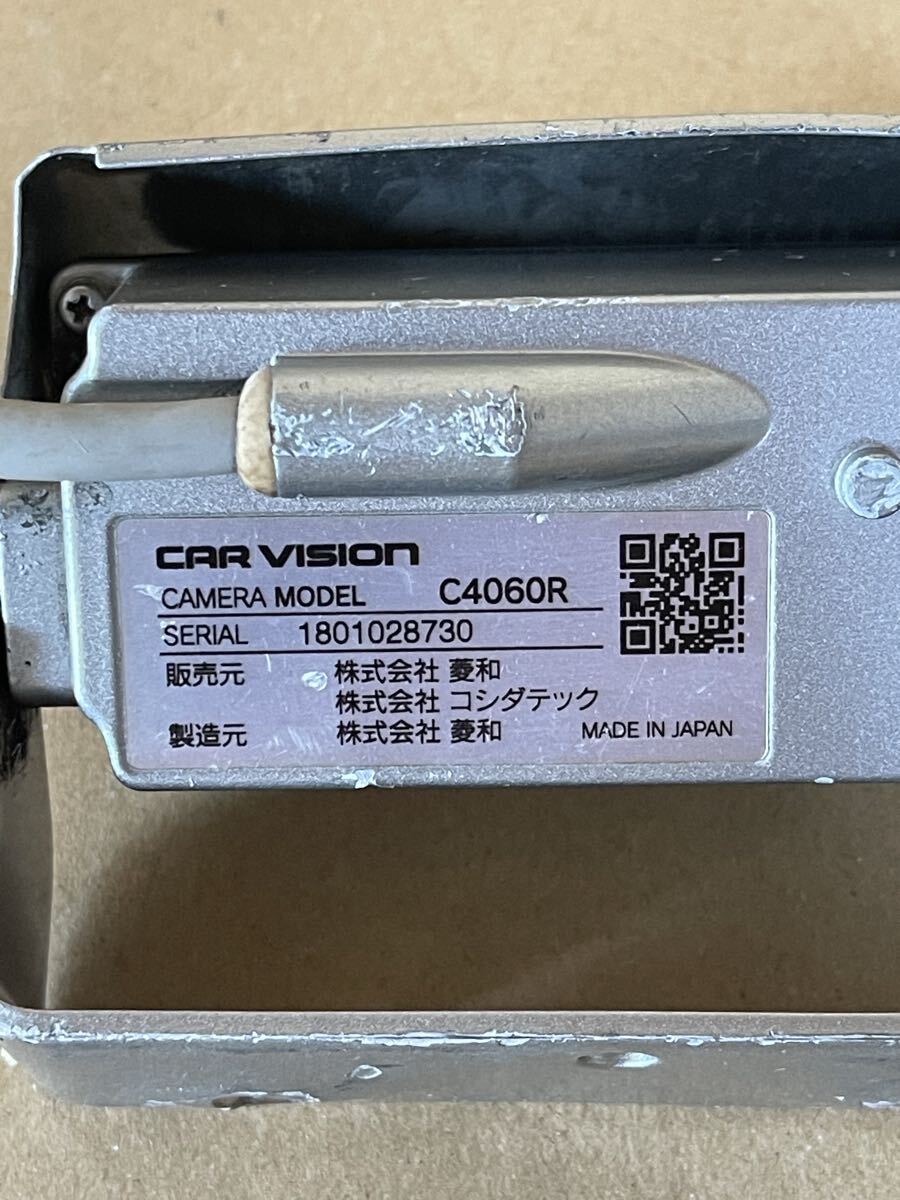 CAR VISION
CAMERA MODEL C4060R
SERIAL 1801028730
販売元 株式会社 菱和
株式会社 コシダテック
製造元 株式会社 菱和 MADE IN JAPAN